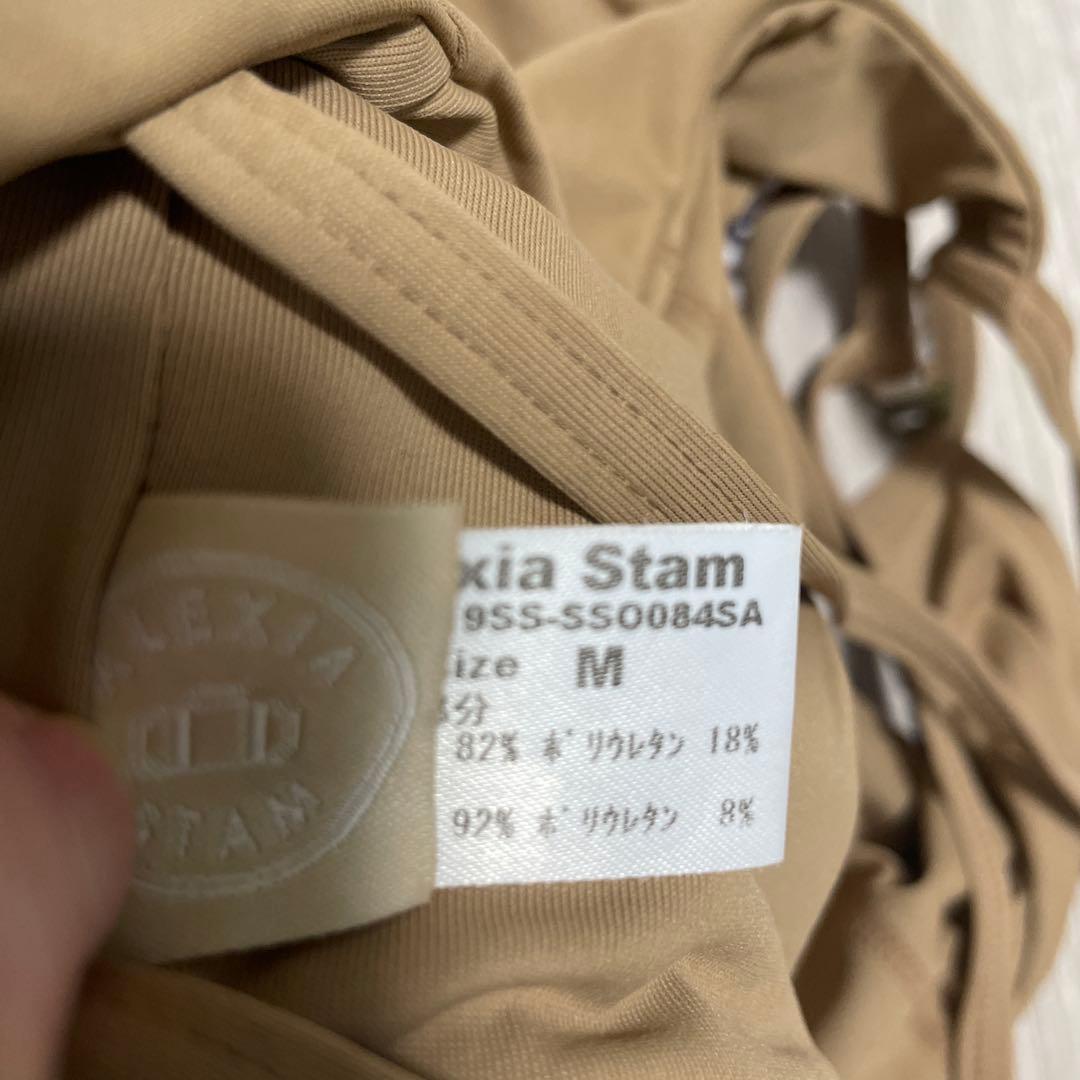 ALEXIA
STAM
xia Stam
9SS-SSO084SA
ize M
分
82% ポリウレタン 18%
92% ポリウレタン 8%